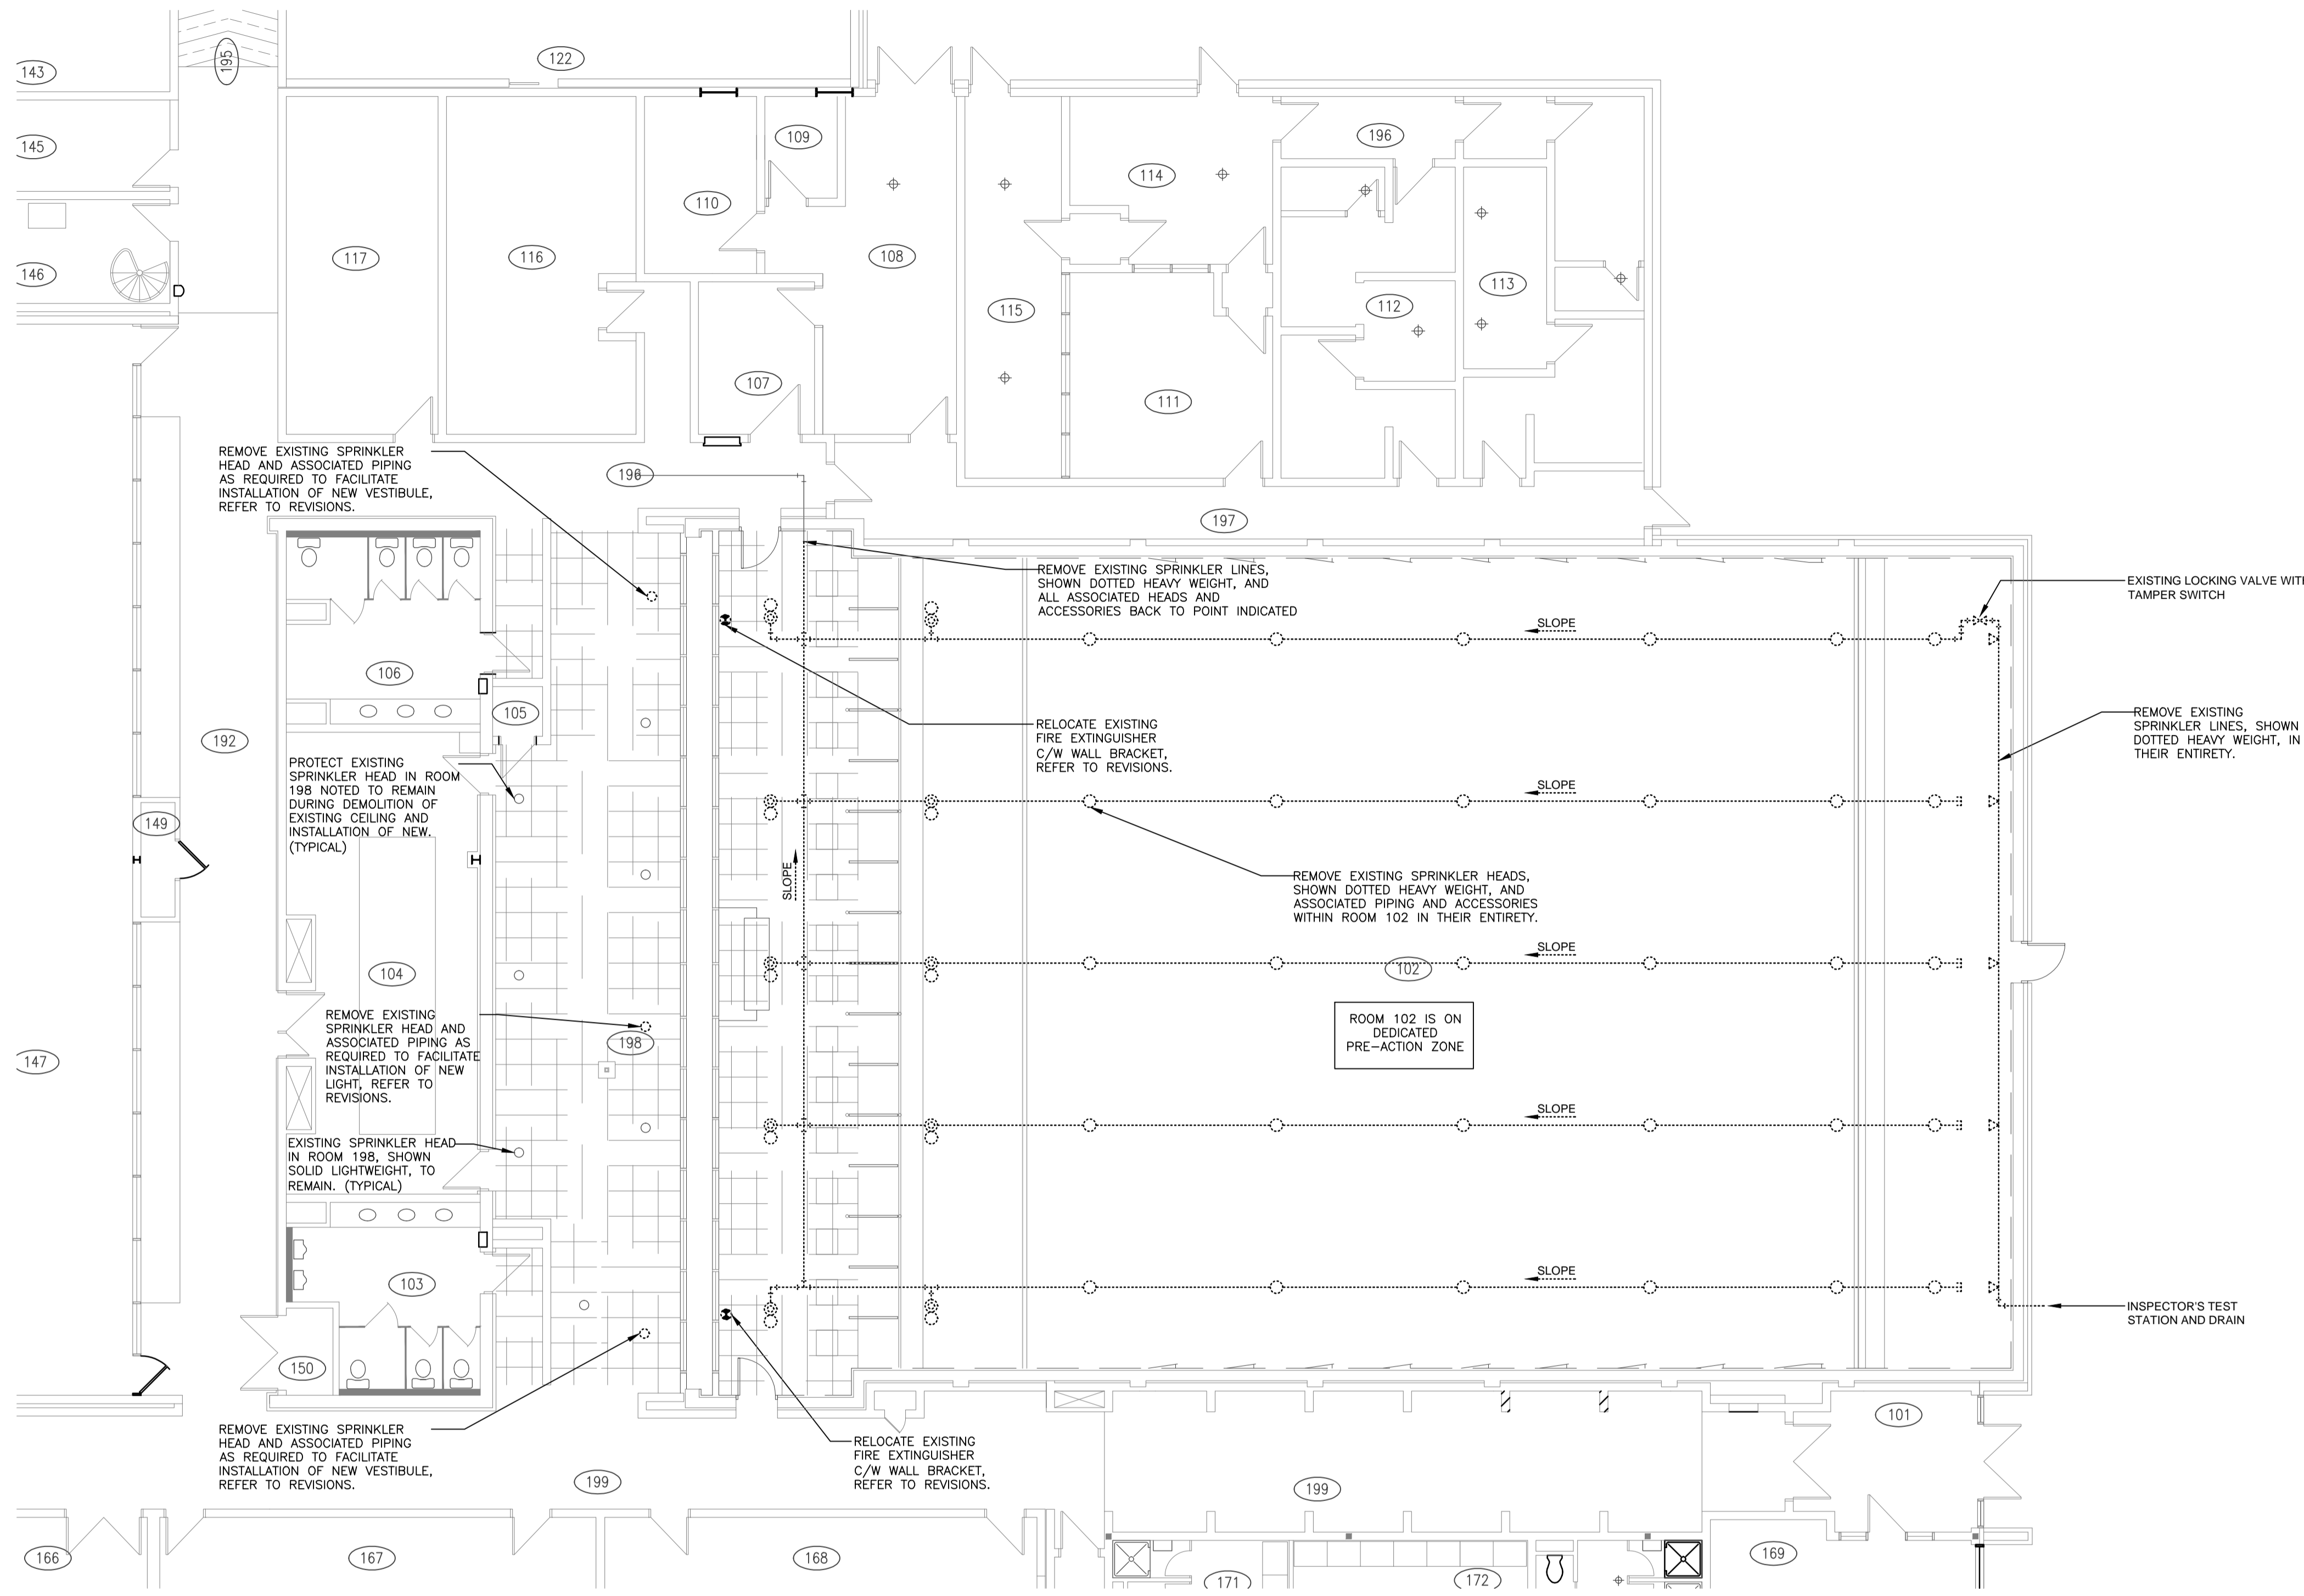 143
195
122
145
109
196
114
110
146
117
116
108
113
112
115
107
111
REMOVE EXISTING SPRINKLER
HEAD AND ASSOCIATED PIPING
AS REQUIRED TO FACILITATE
INSTALLATION OF NEW VESTIBULE,
REFER TO REVISIONS.
196
197
REMOVE EXISTING SPRINKLER LINES,
SHOWN DOTTED HEAVY WEIGHT, AND
ALL ASSOCIATED HEADS AND
ACCESSORIES BACK TO POINT INDICATED
EXISTING LOCKING VALVE WITH
TAMPER SWITCH
SLOPE
106
105
192
RELOCATE EXISTING
FIRE EXTINGUISHER
C/W WALL BRACKET,
REFER TO REVISIONS.
REMOVE EXISTING
SPRINKLER LINES, SHOWN
DOTTED HEAVY WEIGHT, IN
THEIR ENTIRETY.
PROTECT EXISTING
SPRINKLER HEAD IN ROOM
198 NOTED TO REMAIN
DURING DEMOLITION OF
EXISTING CEILING AND
INSTALLATION OF NEW.
(TYPICAL)
149
SLOPE
SLOPE
REMOVE EXISTING SPRINKLER HEADS,
SHOWN DOTTED HEAVY WEIGHT, AND
ASSOCIATED PIPING AND ACCESSORIES
WITHIN ROOM 102 IN THEIR ENTIRETY.
SLOPE
104
102
REMOVE EXISTING
SPRINKLER HEAD AND
ASSOCIATED PIPING AS
REQUIRED TO FACILITATE
INSTALLATION OF NEW
LIGHT, REFER TO
REVISIONS.
198
ROOM 102 IS ON
DEDICATED
PRE-ACTION ZONE
147
SLOPE
EXISTING SPRINKLER HEAD
IN ROOM 198, SHOWN
SOLID LIGHTWEIGHT, TO
REMAIN. (TYPICAL)
SLOPE
103
INSPECTOR'S TEST
STATION AND DRAIN
150
101
REMOVE EXISTING SPRINKLER
HEAD AND ASSOCIATED PIPING
AS REQUIRED TO FACILITATE
INSTALLATION OF NEW VESTIBULE,
REFER TO REVISIONS.
RELOCATE EXISTING
FIRE EXTINGUISHER
C/W WALL BRACKET,
REFER TO REVISIONS.
199
199
166
167
168
169
171
172